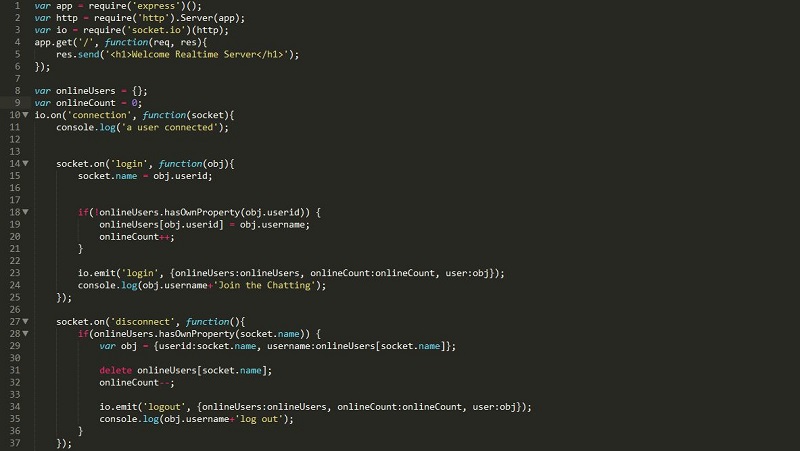 1 var app = require('express')();
2 var http = require('http').Server(app);
3 var io = require('socket.io')(http);
4 app.get('/', function(req, res){
5     res.send('<h1>Welcome Realtime Server</h1>');
6 });
7
8 var onlineUsers = {};
9 var onlineCount = 0;
10 io.on('connection', function(socket){
11     console.log('a user connected');
12
13
14     socket.on('login', function(obj){
15         socket.name = obj.userid;
16
17
18         if(!onlineUsers.hasOwnProperty(obj.userid)) {
19             onlineUsers[obj.userid] = obj.username;
20             onlineCount++;
21         }
22
23         io.emit('login', {onlineUsers:onlineUsers, onlineCount:onlineCount, user:obj});
24         console.log(obj.username+'Join the Chatting');
25     });
26
27     socket.on('disconnect', function(){
28         if(onlineUsers.hasOwnProperty(socket.name)) {
29             var obj = {userid:socket.name, username:onlineUsers[socket.name]};
30
31             delete onlineUsers[socket.name];
32             onlineCount--;
33
34             io.emit('logout', {onlineUsers:onlineUsers, onlineCount:onlineCount, user:obj});
35             console.log(obj.username+'log out');
36         }
37     });